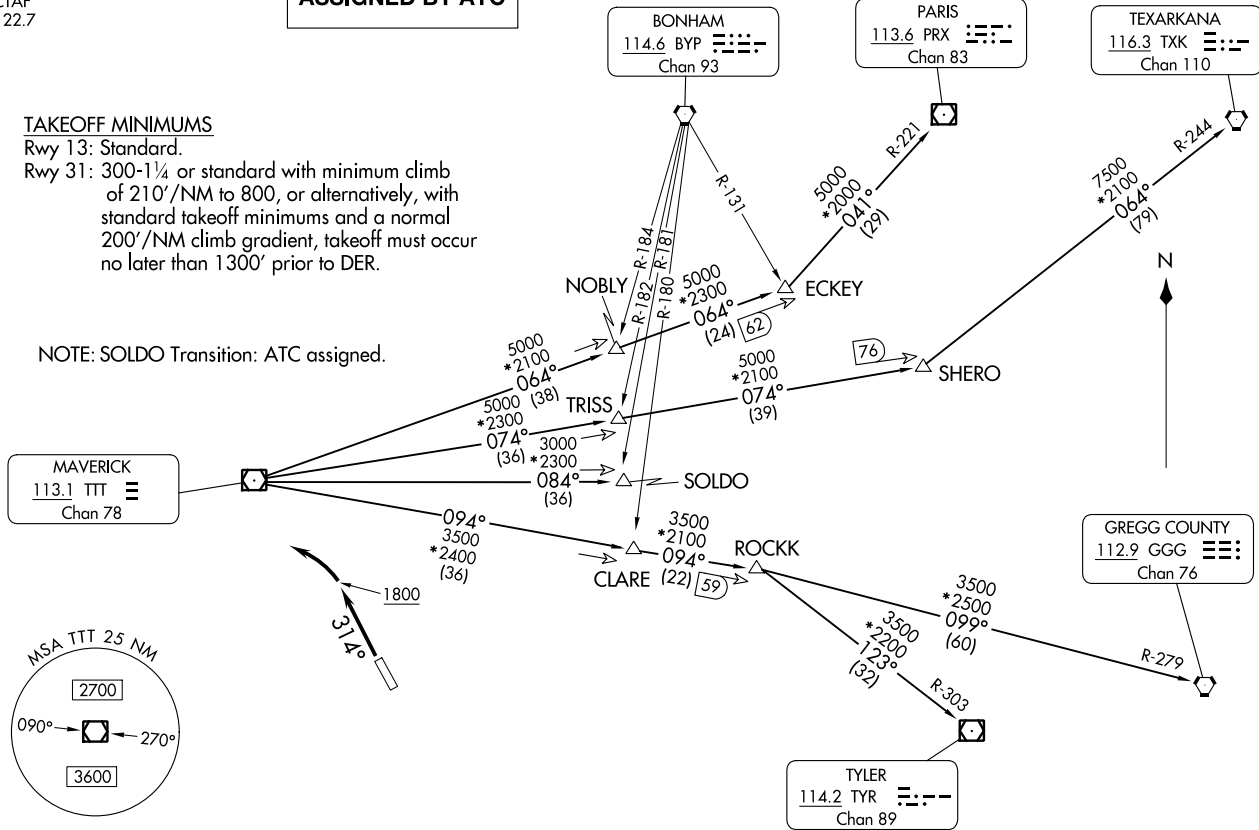 22.7
ASSIGNED BY ATC
BONHAM
114.6 BYP
Chan 93
PARIS
113.6 PRX
Chan 83
TEXARKANA
116.3 TXK
Chan 110
TAKEOFF MINIMUMS
Rwy 13: Standard.
Rwy 31: 300-1¼ or standard with minimum climb
of 210'/NM to 800, or alternatively, with
standard takeoff minimums and a normal
200'/NM climb gradient, takeoff must occur
no later than 1300' prior to DER.
NOTE: SOLDO Transition: ATC assigned.
R-221
R-244
R-131
R-184
R-181
R-182
R-180
5000
*2000
041°
(29)
7500
*2100
064°
(79)
N
NOBLY
5000
*2300
064°
(24)
62
ECKEY
5000
*2100
064°
(38)
76
SHERO
5000
*2100
074°
(39)
TRISS
5000
*2300
074°
(36)
3000
*2300
084°
(36)
SOLDO
MAVERICK
113.1 TTT
Chan 78
094°
3500
*2400
(36)
CLARE
3500
*2100
094°
(22)
59
ROCKK
GREGG COUNTY
112.9 GGG
Chan 76
3500
*2500
099°
(60)
R-279
3500
*2200
123°
(32)
R-303
1800
314°
MSA TTT 25 NM
2700
090°
270°
3600
TYLER
114.2 TYR
Chan 89